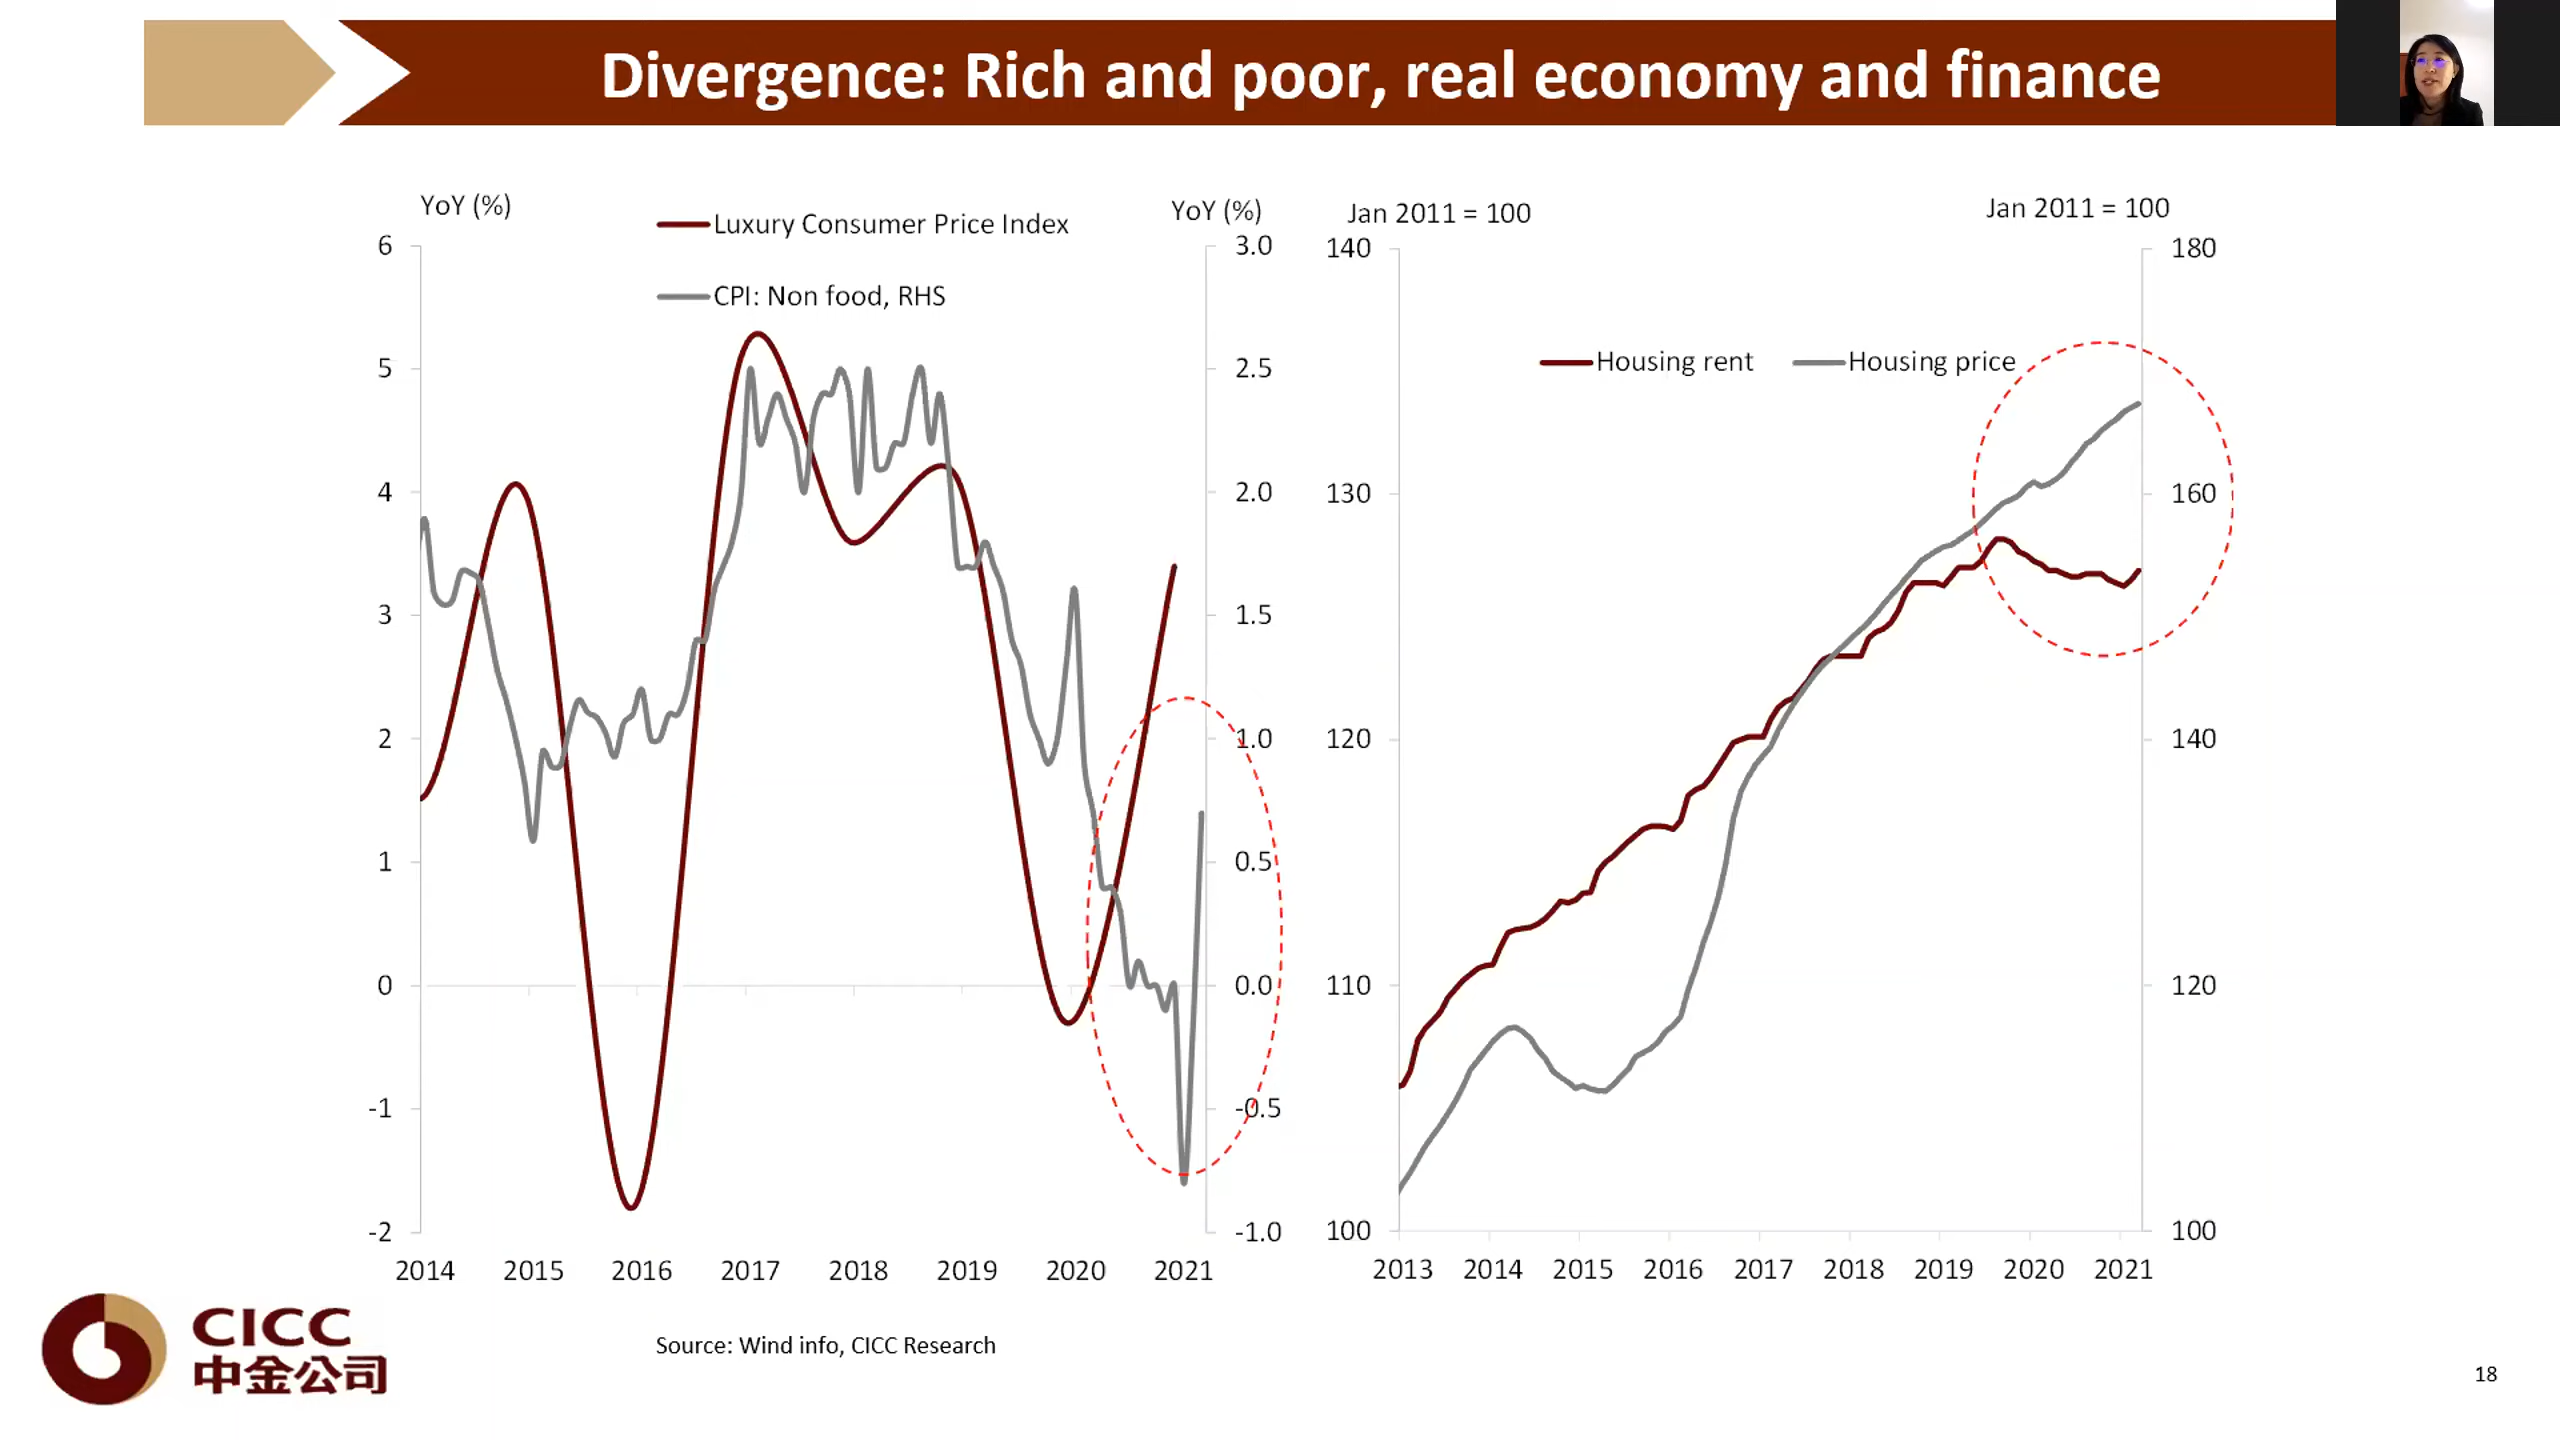 Divergence: Rich and poor, real economy and finance
YoY (%)
YoY (%)
Luxury Consumer Price Index
CPI: Non food, RHS
6
5
4
3
2
1
0
-1
-2
3.0
2.5
2.0
1.5
1.0
0.5
0.0
-0.5
-1.0
2014 2015 2016 2017 2018 2019 2020 2021
Jan 2011 = 100
Jan 2011 = 100
Housing rent
Housing price
140
130
120
110
100
180
160
140
120
100
2013 2014 2015 2016 2017 2018 2019 2020 2021
CICC
中金公司
Source: Wind info, CICC Research
18